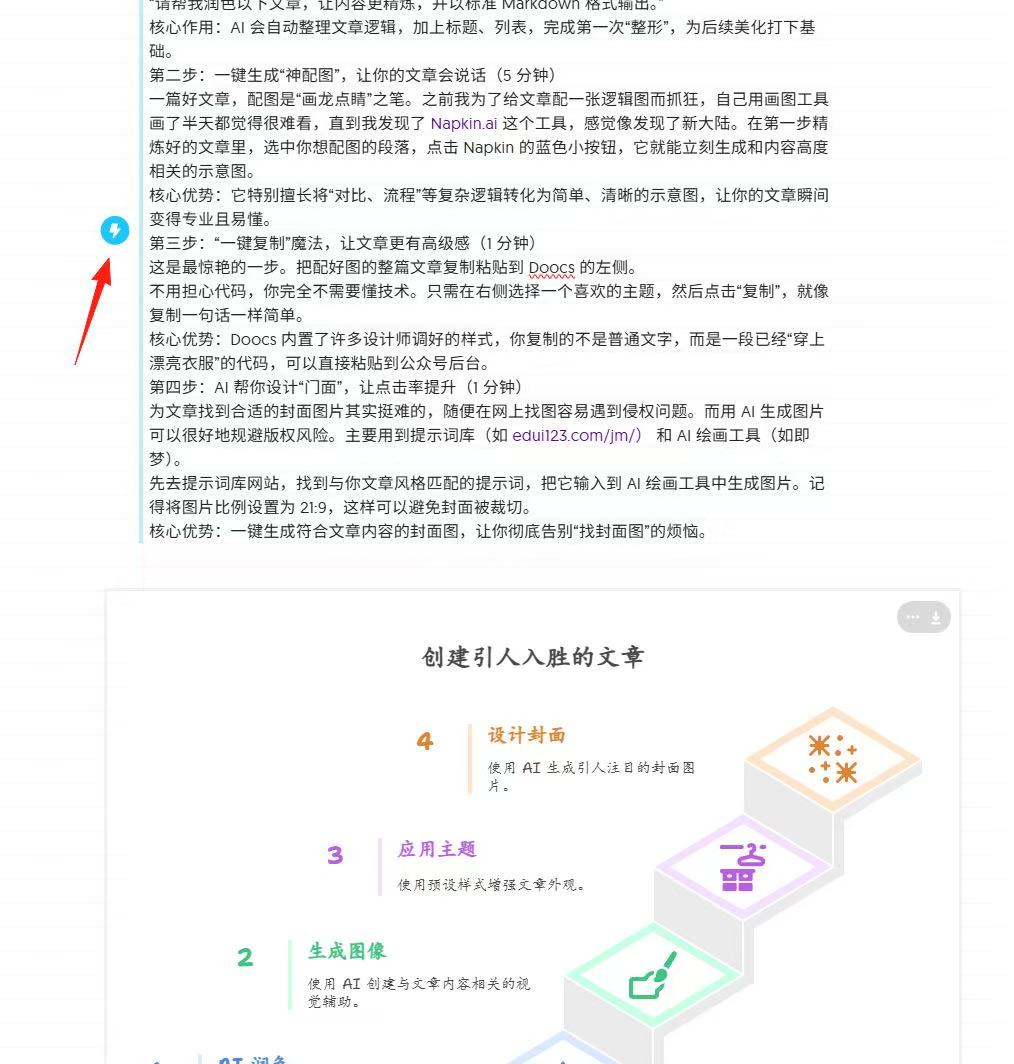 “请帮我润色以下文章，让内容更精炼，并以标准 Markdown 格式输出。”
核心作用：AI 会自动整理文章逻辑，加上标题、列表，完成第一次“整形”，为后续美化打下基
础。
第二步：一键生成“神配图”，让你的文章会说话（5 分钟）
一篇好文章，配图是“画龙点睛”之笔。之前我为了给文章配一张逻辑图而抓狂，自己用画图工具
画了半天都觉得很难看，直到我发现了 Napkin.ai 这个工具，感觉像发现了新大陆。在第一步精
炼好的文章里，选中你想配图的段落，点击 Napkin 的蓝色小按钮，它就能立刻生成和内容高度
相关的示意图。
核心优势：它特别擅长将“对比、流程”等复杂逻辑转化为简单、清晰的示意图，让你的文章瞬间
变得专业且易懂。
第三步：“一键复制”魔法，让文章更有高级感（1 分钟）
这是最惊艳的一步。把配好图的整篇文章复制粘贴到 Doocs 的左侧。
不用担心代码，你完全不需要懂技术。只需在右侧选择一个喜欢的主题，然后点击“复制”，就像
复制一句话一样简单。
核心优势：Doocs 内置了许多设计师调好的样式，你复制的不是普通文字，而是一段已经“穿上
漂亮衣服”的代码，可以直接粘贴到公众号后台。
第四步：AI 帮你设计“门面”，让点击率提升（1 分钟）
为文章找到合适的封面图片其实挺难的，随便在网上找图容易遇到侵权问题。而用 AI 生成图片
可以很好地规避版权风险。主要用到提示词库（如 edui123.com/jm/） 和 AI 绘画工具（如即
梦）。
先去提示词库网站，找到与你文章风格匹配的提示词，把它输入到 AI 绘画工具中生成图片。记
得将图片比例设置为 21:9，这样可以避免封面被裁切。
核心优势：一键生成符合文章内容的封面图，让你彻底告别“找封面图”的烦恼。
创建引人入胜的文章
4
设计封面
使用 AI 生成引人注目的封面图
片。
3
应用主题
使用预设样式增强文章外观。
2
生成图像
使用 AI 创建与文章内容相关的视
觉辅助。
AI 润色